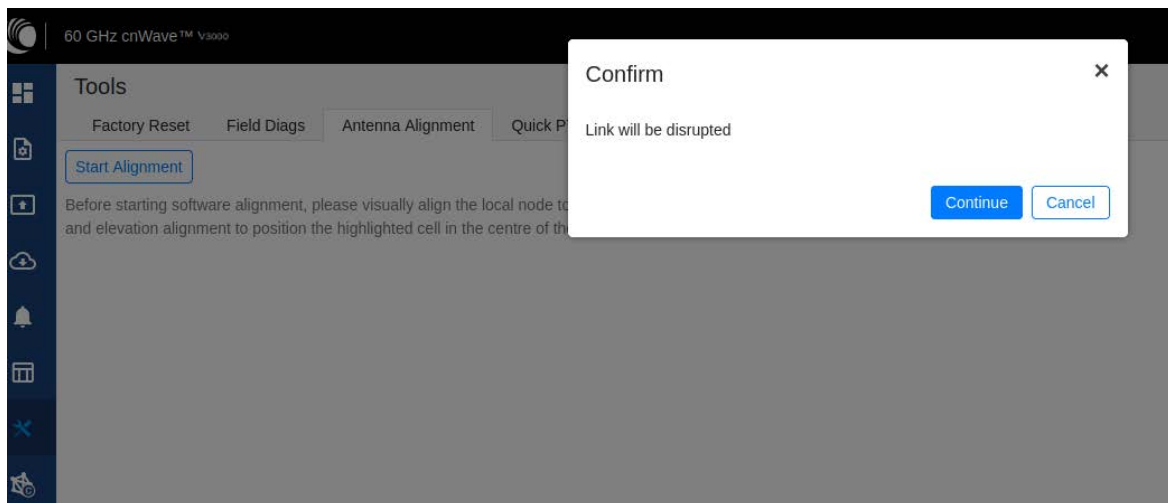 60 GHz cnWave™ V3000
Tools
Factory Reset Field Diags Antenna Alignment Quick P
Start Alignment
Before starting software alignment, please visually align the local node to
and elevation alignment to position the highlighted cell in the centre of th
Confirm ×
Link will be disrupted
Continue Cancel